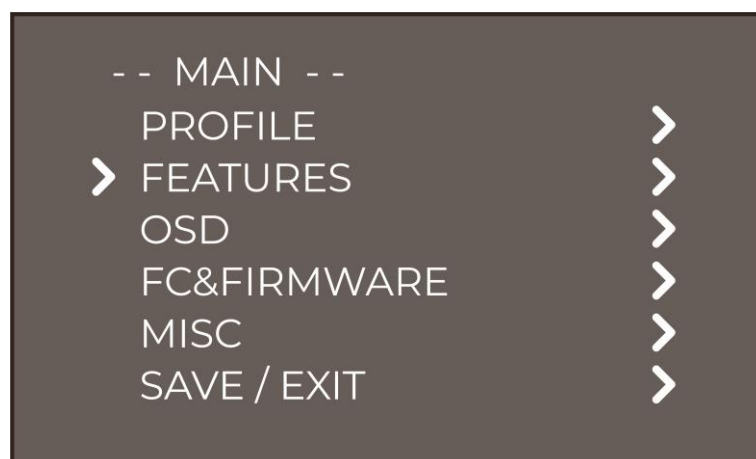 - - MAIN - -
PROFILE >
> FEATURES >
OSD >
FC&FIRMWARE >
MISC >
SAVE / EXIT >